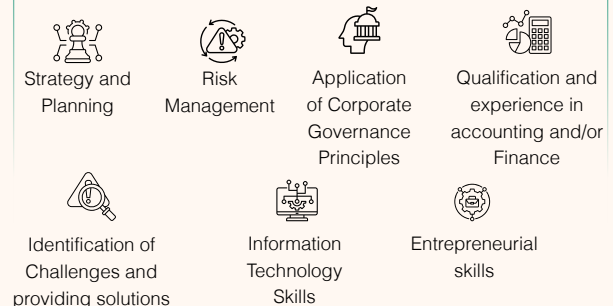 Strategy and
Planning
Risk
Management
Application
of Corporate
Governance
Principles
Qualification and
experience in
accounting and/or
Finance
Identification of
Challenges and
providing solutions
Information
Technology
Skills
Entrepreneurial
skills